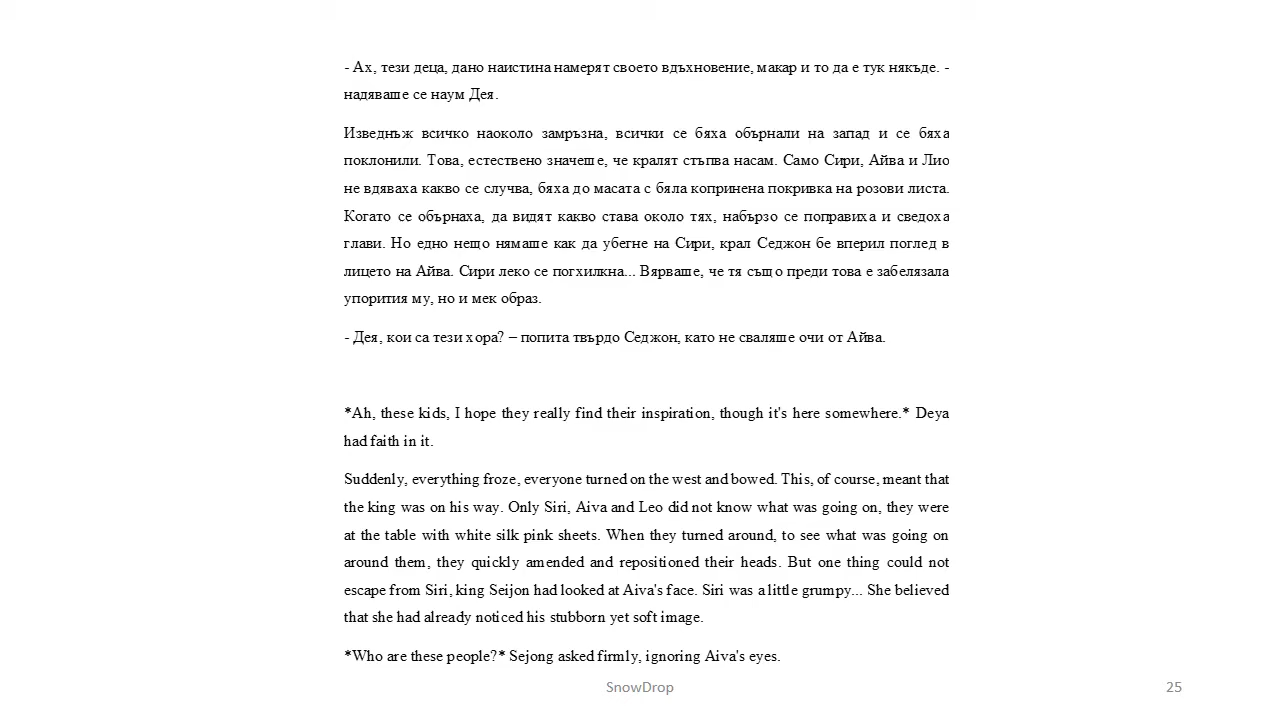 - Ах, тези деца, дано наистина намерят своето вдъхновение, макар и то да е тук някъде. -
надяваше се наум Дея.
Изведнъж всичко наоколо замръзна, всички се бяха обърнали на запад и се бяха
поклонили. Това, естествено значеше, че кралят стъпва насам. Само Сири, Айва и Лио
не вдяваха какво се случва, бяха до масата с бяла копринена покривка на розови листа.
Когато се обърнаха, да видят какво става около тях, набързо се поправиха и сведоха
глави. Но едно нещо нямаше как да убегне на Сири, крал Седжон бе вперил поглед в
лицето на Айва. Сири леко се погхилкна... Вярваше, че тя също преди това е забелязала
упорития му, но и мек образ.
- Дея, кои са тези хора? – попита твърдо Седжон, като не сваляше очи от Айва.
*Ah, these kids, I hope they really find their inspiration, though it's here somewhere.* Deya
had faith in it.
Suddenly, everything froze, everyone turned on the west and bowed. This, of course, meant that
the king was on his way. Only Siri, Aiva and Leo did not know what was going on, they were
at the table with white silk pink sheets. When they turned around, to see what was going on
around them, they quickly amended and repositioned their heads. But one thing could not
escape from Siri, king Seijon had looked at Aiva's face. Siri was a little grumpy... She believed
that she had already noticed his stubborn yet soft image.
*Who are these people?* Sejong asked firmly, ignoring Aiva's eyes.
SnowDrop
25